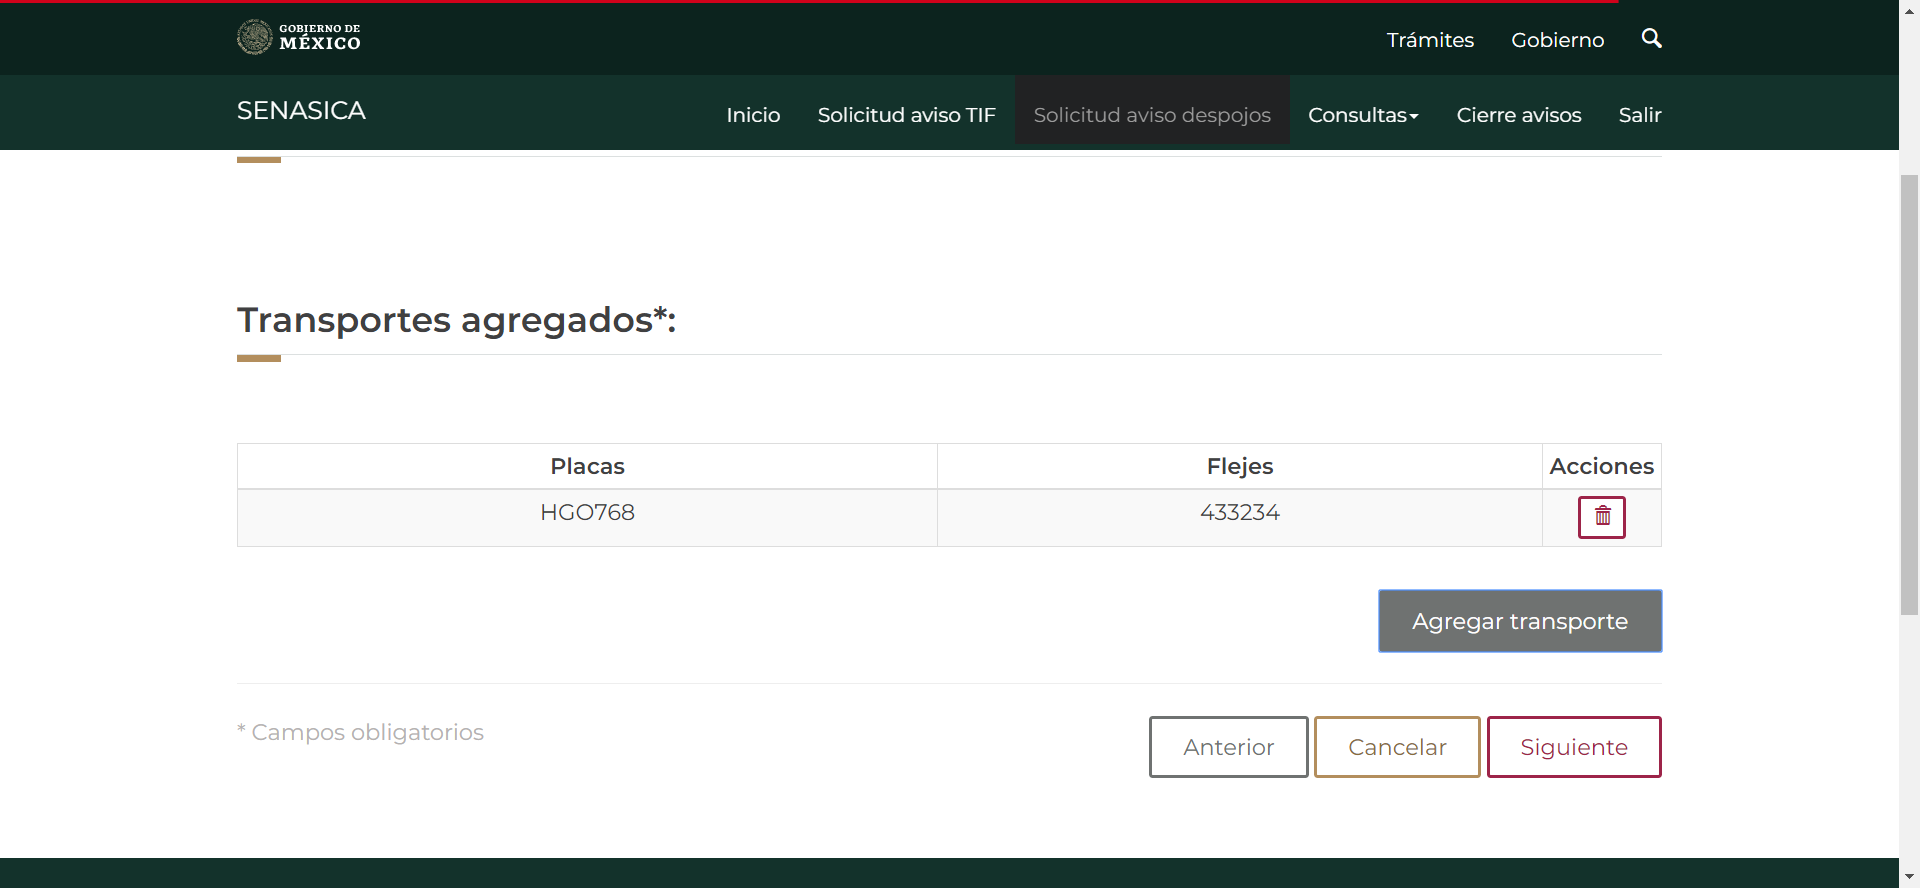 GOBIERNO DE
MÉXICO
Trámites
Gobierno
SENASICA
Inicio
Solicitud aviso TIF
Solicitud aviso despojos
Consultas
Cierre avisos
Salir
Transportes agregados*:
Placas
Flejes
Acciones
HGO768
433234
Agregar transporte
* Campos obligatorios
Anterior
Cancelar
Siguiente